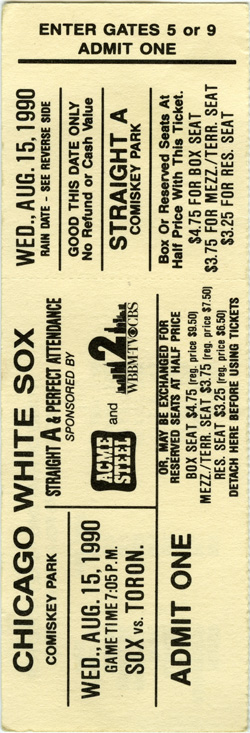 ENTER GATES 5 or 9
ADMIT ONE
WED., AUG. 15, 1990
RAIN DATE - SEE REVERSE SIDE
GOOD THIS DATE ONLY
No Refund or Cash Value
STRAIGHT A
COMISKEY PARK
Box Or Reserved Seats At
Half Price With This Ticket.
$4.75 FOR BOX SEAT
$3.75 FOR MEZZ./TERR. SEAT
$3.25 FOR RES. SEAT
CHICAGO WHITE SOX
COMISKEY PARK
STRAIGHT A & PERFECT ATTENDANCE
SPONSORED BY
ACME
STEEL
and
2
WBBM-TV CBS
WED., AUG. 15, 1990
GAME TIME 7:05 P.M.
SOX vs. TORON.
OR, MAY BE EXCHANGED FOR
RESERVED SEATS AT HALF PRICE
BOX SEAT $4.75 (reg. price $9.50)
MEZZ./TERR. SEAT $3.75 (reg. price $7.50)
RES. SEAT $3.25 (reg. price $6.50)
DETACH HERE BEFORE USING TICKETS
ADMIT ONE